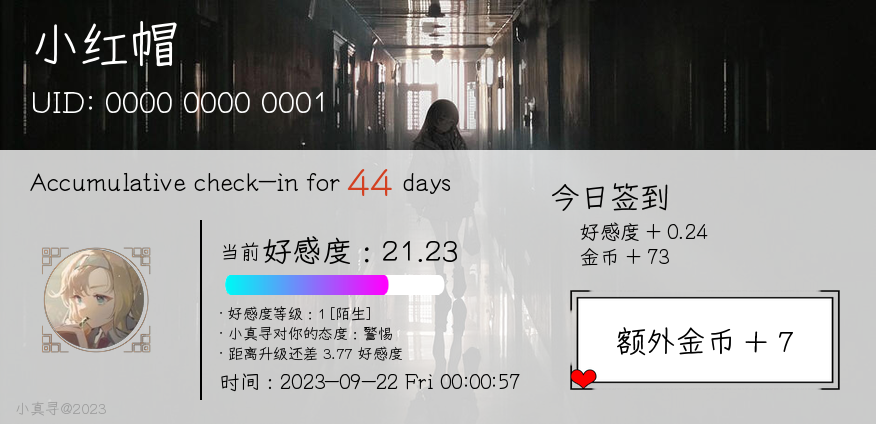 小红帽
UID: 0000 0000 0001
Accumulative check-in for 44 days
当前好感度：21.23
· 好感度等级：1 [陌生]
· 小真寻对你的态度：警惕
· 距离升级还差 3.77 好感度
时间：2023-09-22 Fri 00:00:57
今日签到
好感度 + 0.24
金币 + 73
额外金币 + 7
小真寻@2023